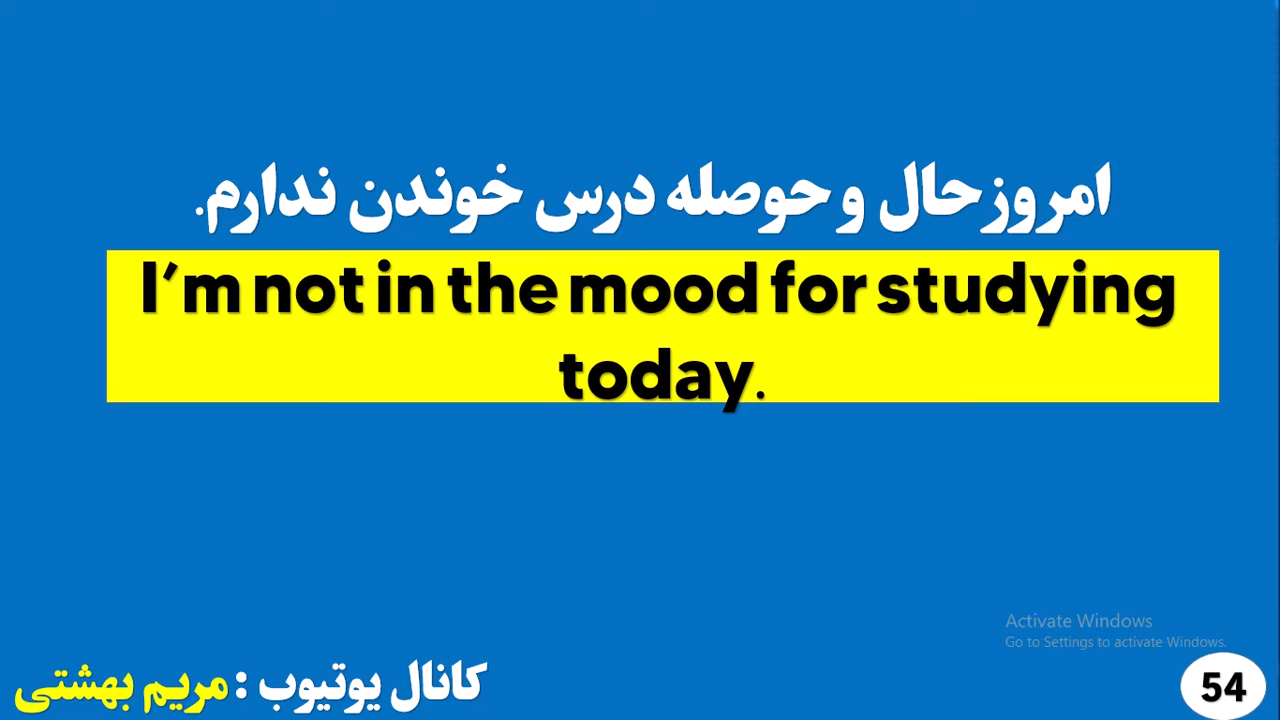 امروز حال و حوصله درس خوندن ندارم.
I’m not in the mood for studying
today.
Activate Windows
Go to Settings to activate Windows.
کانال یوتیوب : مریم بهشتی
54